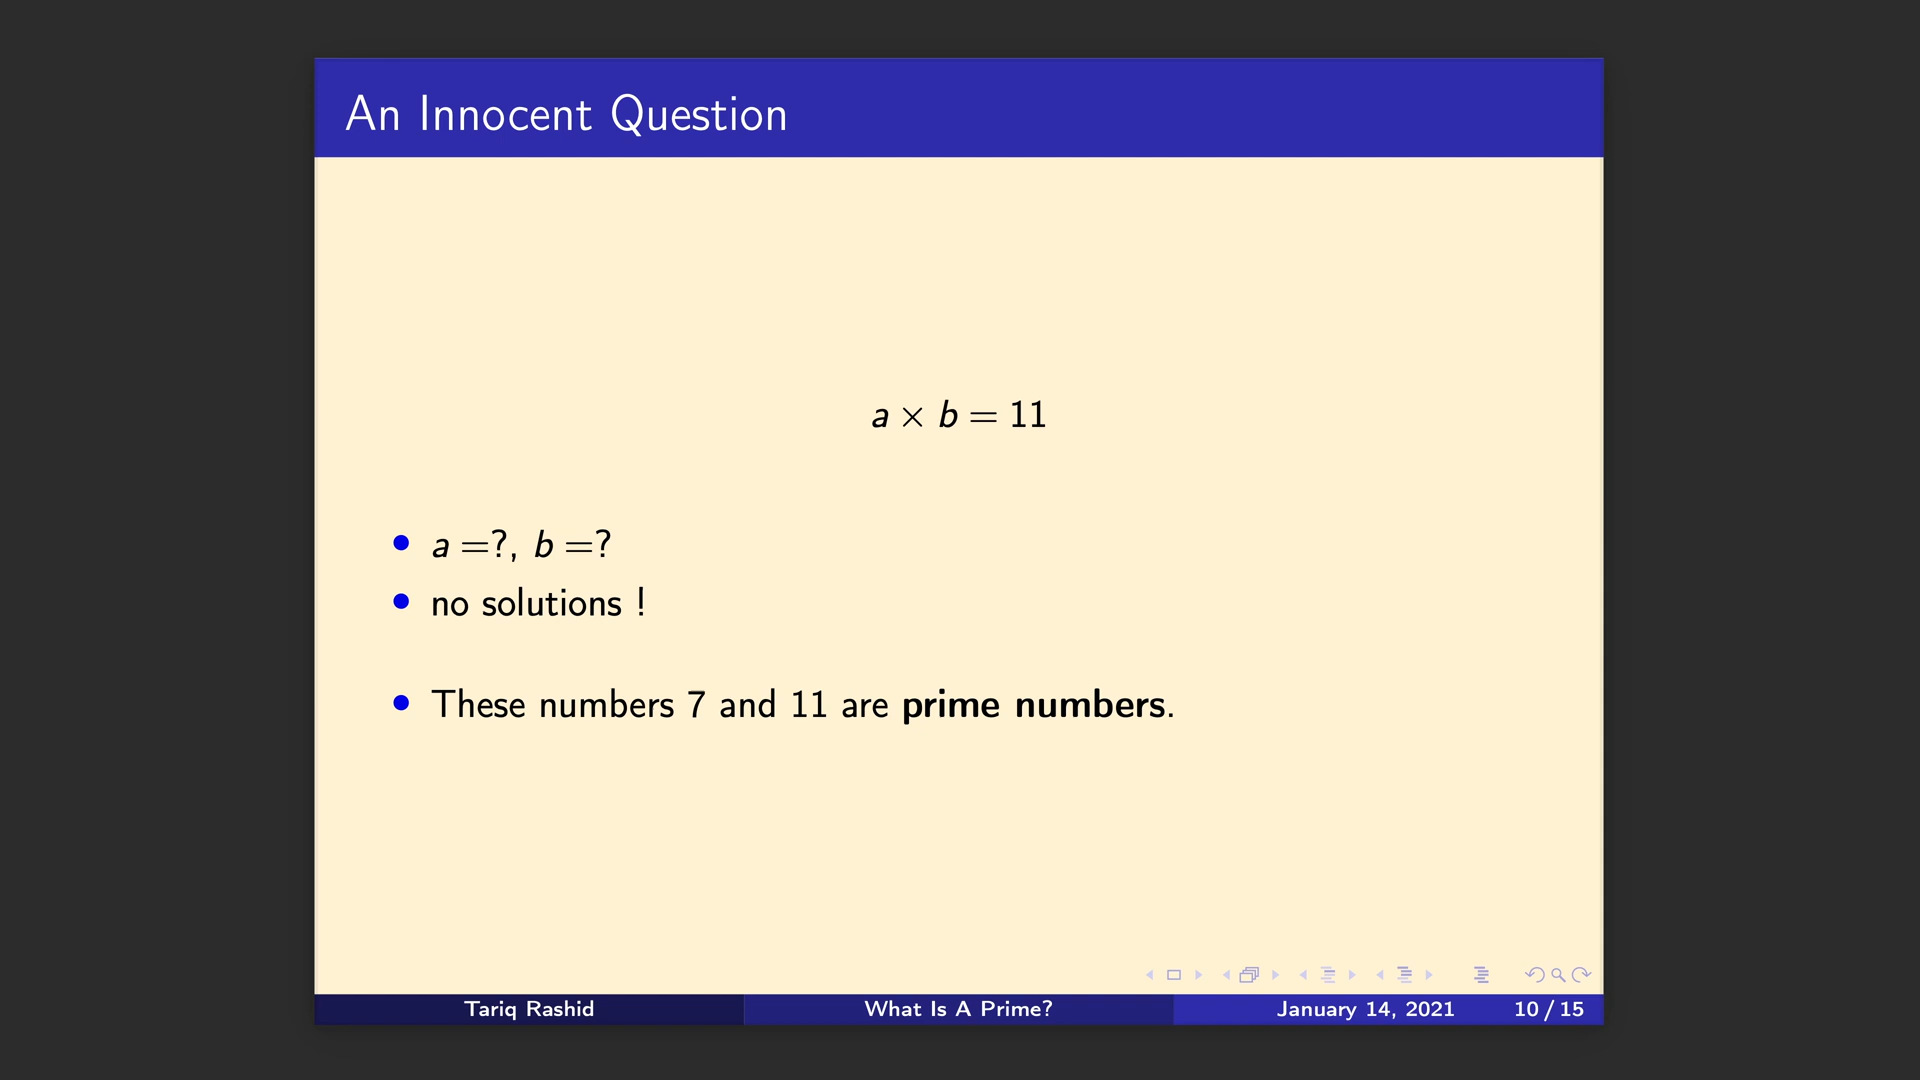 An Innocent Question
a × b = 11
a =?, b =?
no solutions !
These numbers 7 and 11 are prime numbers.
Tariq Rashid
What Is A Prime?
January 14, 2021
10 / 15